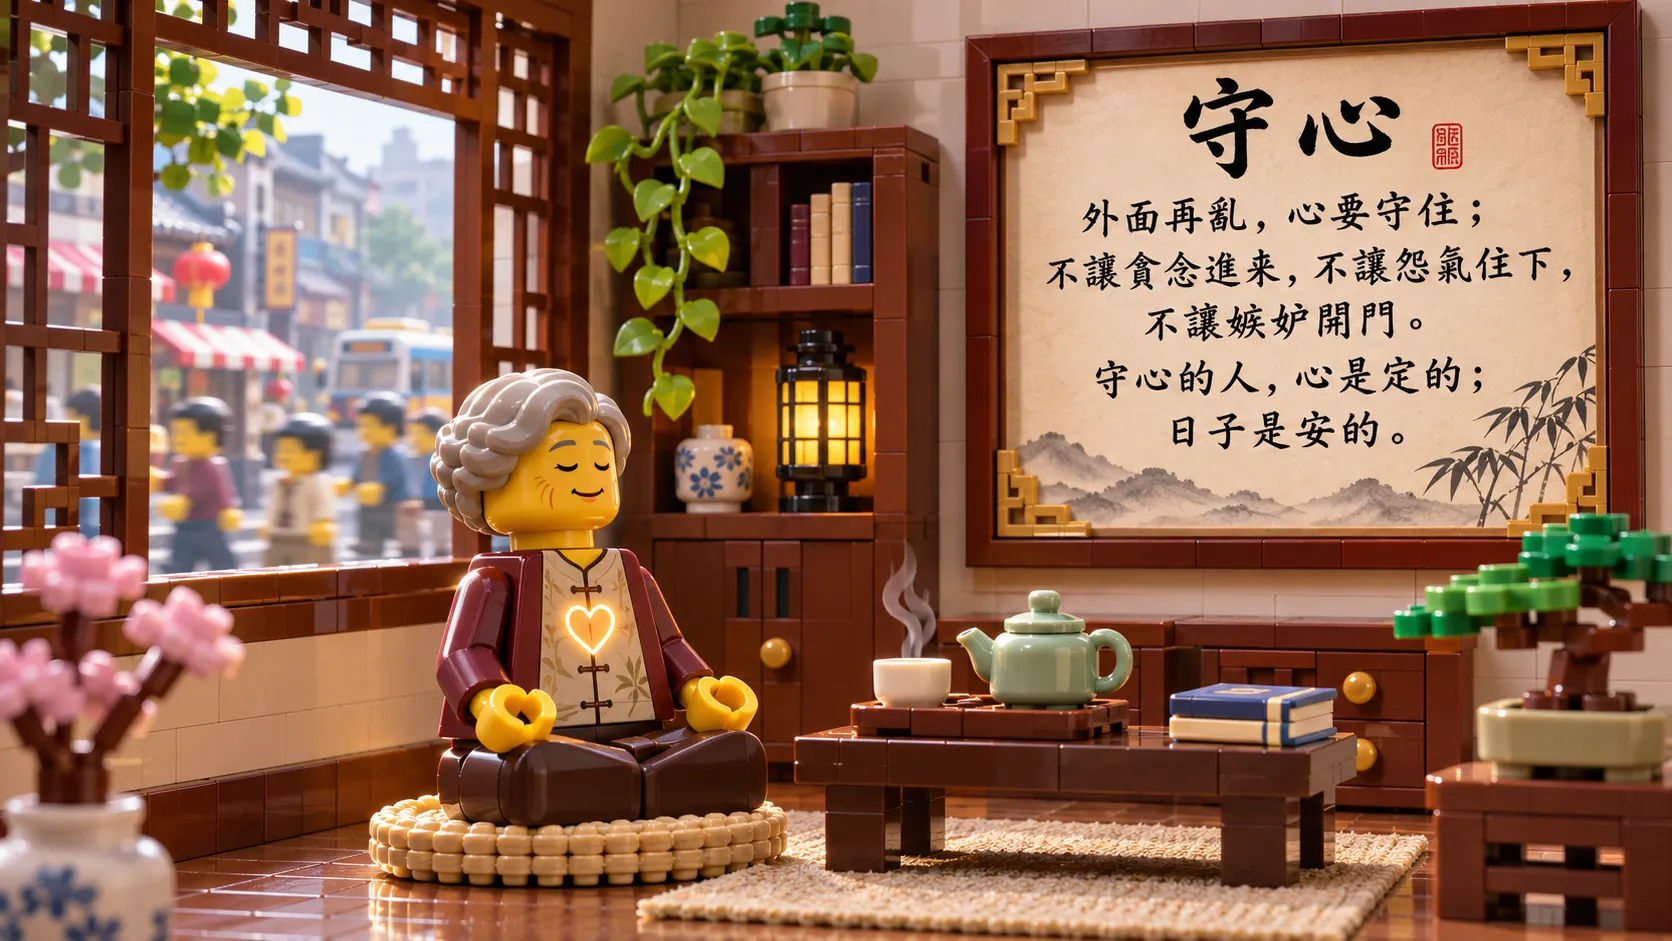 守心
外面再亂，心要守住；
不讓貪念進来，不讓怨氣住下，
不讓嫉妒開門。
守心的人，心是定的；
日子是安的。